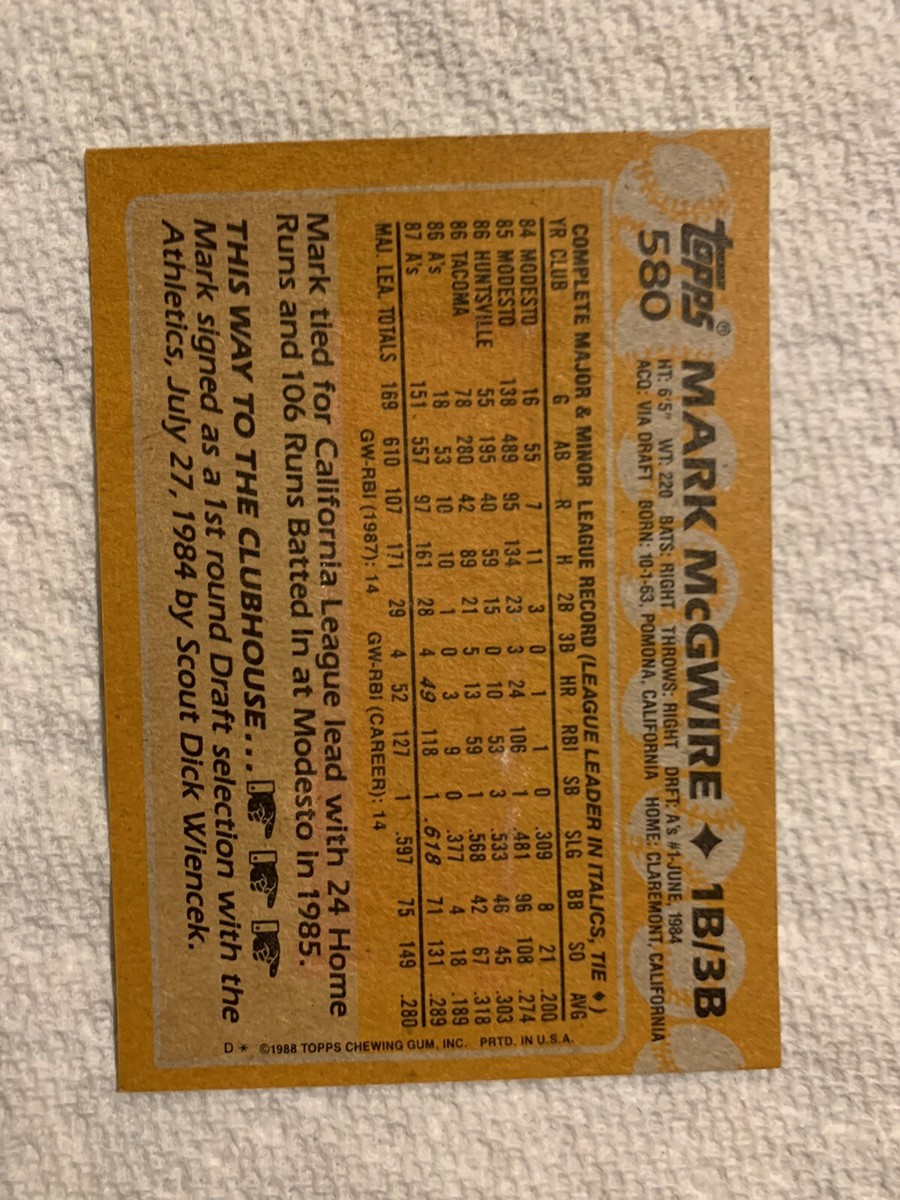 topps® MARK McGWIRE ♦ 1B/3B
580 HT: 6'5" WT: 220 BATS: RIGHT THROWS: RIGHT DRFT: A's #1-JUNE, 1984
ACQ: VIA DRAFT BORN: 10-1-63, POMONA, CALIFORNIA HOME: CLAREMONT, CALIFORNIA
COMPLETE MAJOR & MINOR LEAGUE RECORD (LEAGUE LEADER IN ITALICS, TIE ♦)
YR CLUB G AB R H 2B 3B HR RBI SB SLG BB SO AVG
84 MODESTO 16 55 7 11 3 0 1 1 0 .309 8 21 .200
85 MODESTO 138 489 95 134 23 3 24 106 1 .481 96 108 .274
86 HUNTSVILLE 55 195 40 59 15 0 10 53 3 .533 46 45 .303
86 TACOMA 78 280 42 89 21 5 13 59 1 .568 42 67 .318
86 A's 18 53 10 10 1 0 3 9 0 .377 4 18 .189
87 A's 151 557 97 161 28 4 49 118 1 .618 71 131 .289
MAJ. LEA. TOTALS 169 610 107 171 29 4 52 127 1 .597 75 149 .280
GW-RBI (1987): 14 GW-RBI (CAREER): 14
Mark tied for California League lead with 24 Home
Runs and 106 Runs Batted In at Modesto in 1985.
THIS WAY TO THE CLUBHOUSE...
Mark signed as a 1st round Draft selection with the
Athletics, July 27, 1984 by Scout Dick Wiencek.
D* ©1988 TOPPS CHEWING GUM, INC. PRTD. IN U.S.A.